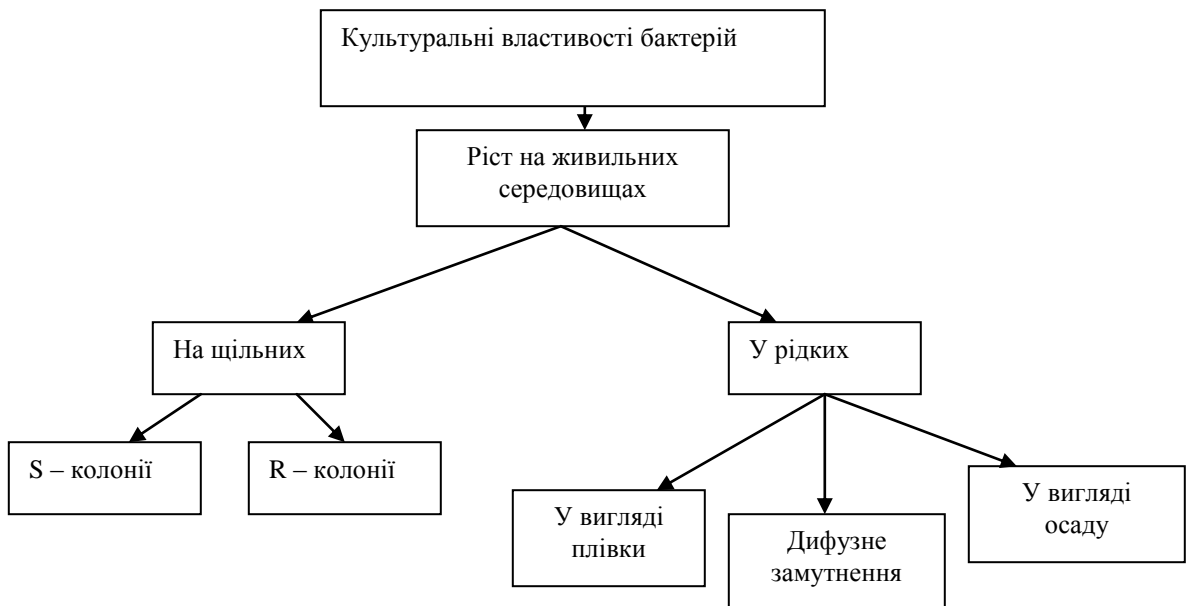 Культуральні властивості бактерій
Ріст на живильних
середовищах
На щільних
У рідких
S – колонії
R – колонії
У вигляді
плівки
Дифузне
замутнення
У вигляді
осаду